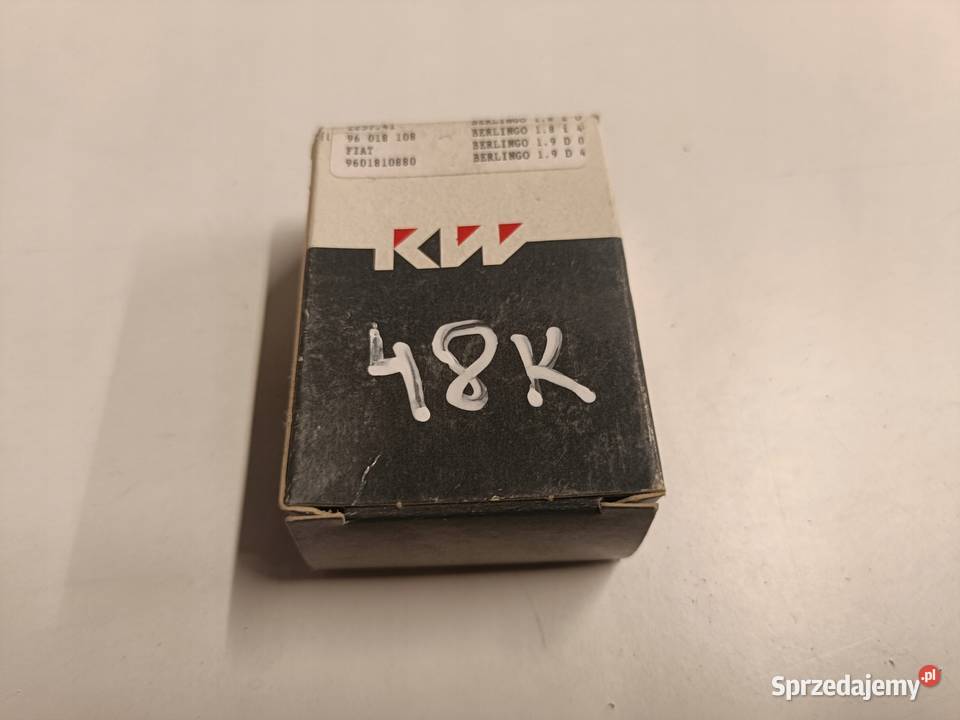 96 018 108
FIAT
9601810880
BERLINGO 1.8 I 4
BERLINGO 1.9 D 0
BERLINGO 1.9 D 4
KW
48K
Sprzedajemy.pl